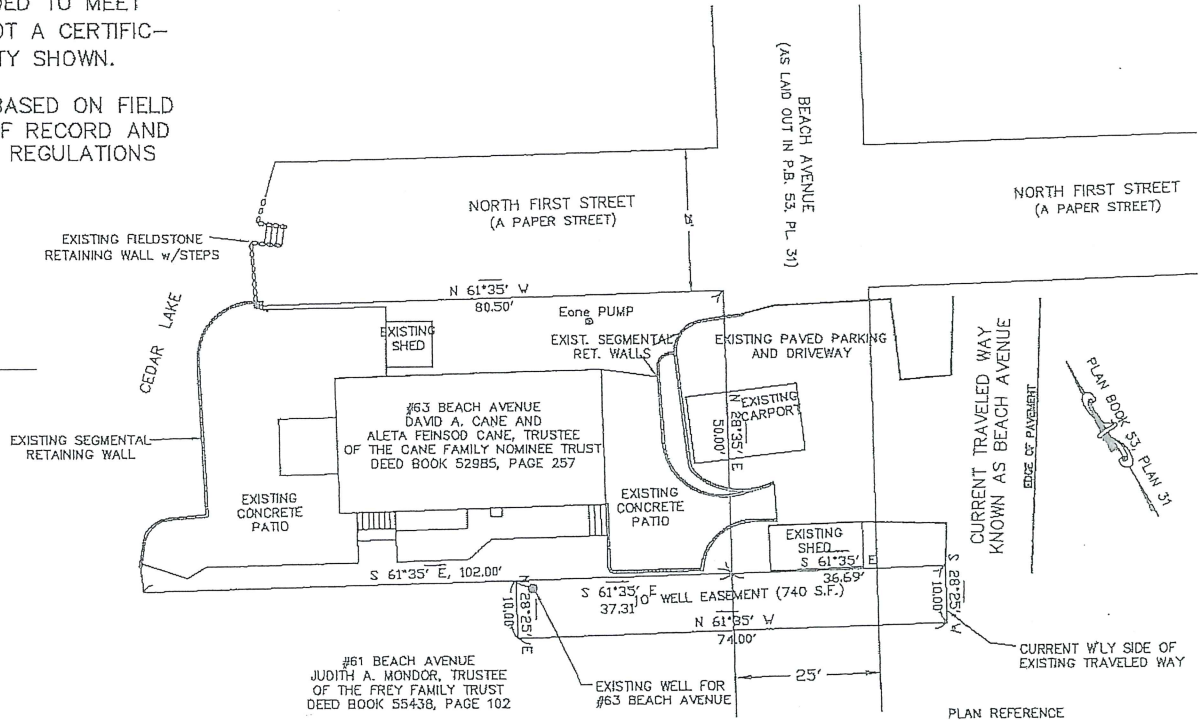 DED TO MEET
OT A CERTIFIC-
TY SHOWN.
BASED ON FIELD
F RECORD AND
REGULATIONS
BEACH AVENUE
(AS LAID OUT IN P.B. 53, PL 31)
NORTH FIRST STREET
(A PAPER STREET)
NORTH FIRST STREET
(A PAPER STREET)
EXISTING FIELDSTONE
RETAINING WALL w/STEPS
CEDAR LAKE
N 61°35' W
80.50'
Eone PUMP
EXISTING
SHED
EXIST. SEGMENTAL
RET. WALLS
EXISTING PAVED PARKING
AND DRIVEWAY
CURRENT TRAVELED WAY
KNOWN AS BEACH AVENUE
EDGE OF PAVEMENT
PLAN BOOK 53, PLAN 31
#63 BEACH AVENUE
DAVID A. CANE AND
ALETA FEINSOD CANE, TRUSTEE
OF THE CANE FAMILY NOMINEE TRUST
DEED BOOK 52985, PAGE 257
N 28°35' E
50.00'
EXISTING
CARPORT
EXISTING SEGMENTAL
RETAINING WALL
EXISTING
CONCRETE
PATIO
EXISTING
CONCRETE
PATIO
EXISTING
SHED
S 61°35' E
36.69'
S 61°35' E, 102.00'
S 61°35' E
37.31'
10' WELL EASEMENT (740 S.F.)
N 61°35' W
74.00'
N 28°25' E
10.00'
S 28°25' W
10.00'
25'
CURRENT W'LY SIDE OF
EXISTING TRAVELED WAY
#61 BEACH AVENUE
JUDITH A. MONDOR, TRUSTEE
OF THE FREY FAMILY TRUST
DEED BOOK 55438, PAGE 102
EXISTING WELL FOR
#63 BEACH AVENUE
PLAN REFERENCE